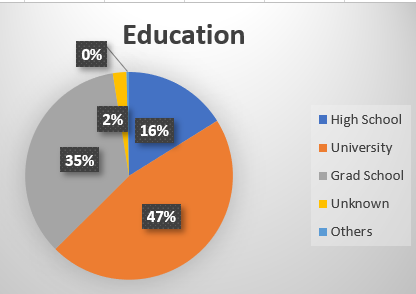 Education
0%
2%
16%
35%
47%
High School
University
Grad School
Unknown
Others